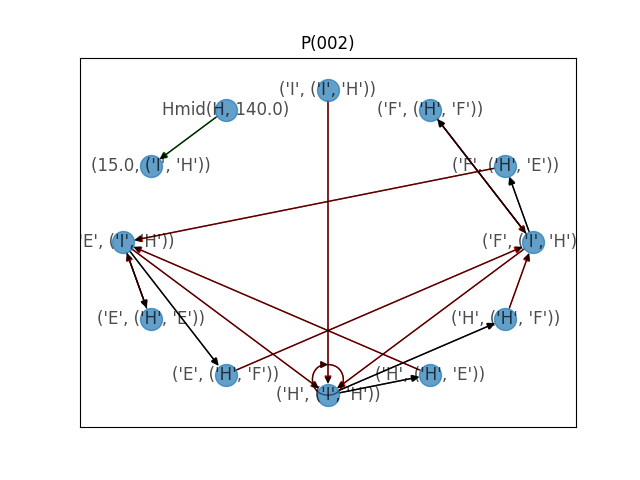 P(002)
('I', ('I', 'H'))
Hmid(H, 140.0)
('F', ('H', 'F'))
(15.0, ('I', 'H'))
('F', ('H', 'E'))
'E', ('I', 'H'))
('F', ('I', 'H')
('E', ('H', 'E'))
('H', ('H', 'F'))
('E', ('H', 'F'))
('H', ('H', 'E'))
('H', ('I', 'H'))